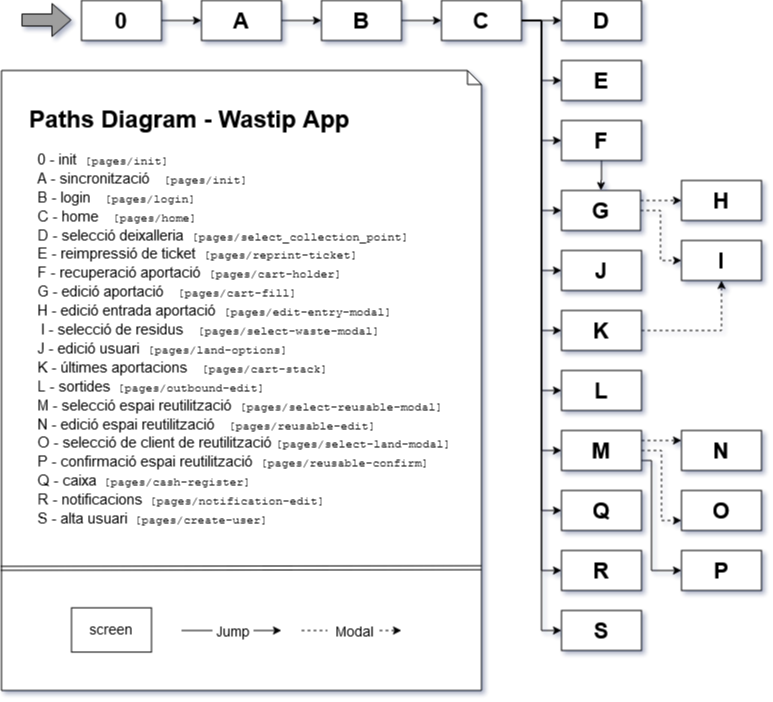 0
A
B
C
D
E
F
G
H
I
J
K
L
M
N
O
Q
R
P
S
Paths Diagram - Wastip App
0 - init [pages/init]
A - sincronització [pages/init]
B - login [pages/login]
C - home [pages/home]
D - selecció deixalleria [pages/select_collection_point]
E - reimpressió de ticket [pages/reprint-ticket]
F - recuperació aportació [pages/cart-holder]
G - edició aportació [pages/cart-fill]
H - edició entrada aportació [pages/edit-entry-modal]
I - selecció de residus [pages/select-waste-modal]
J - edició usuari [pages/land-options]
K - últimes aportacions [pages/cart-stack]
L - sortides [pages/outbound-edit]
M - selecció espai reutilització [pages/select-reusable-modal]
N - edició espai reutilització [pages/reusable-edit]
O - selecció de client de reutilització [pages/select-land-modal]
P - confirmació espai reutilització [pages/reusable-confirm]
Q - caixa [pages/cash-register]
R - notificacions [pages/notification-edit]
S - alta usuari [pages/create-user]
screen
Jump
Modal